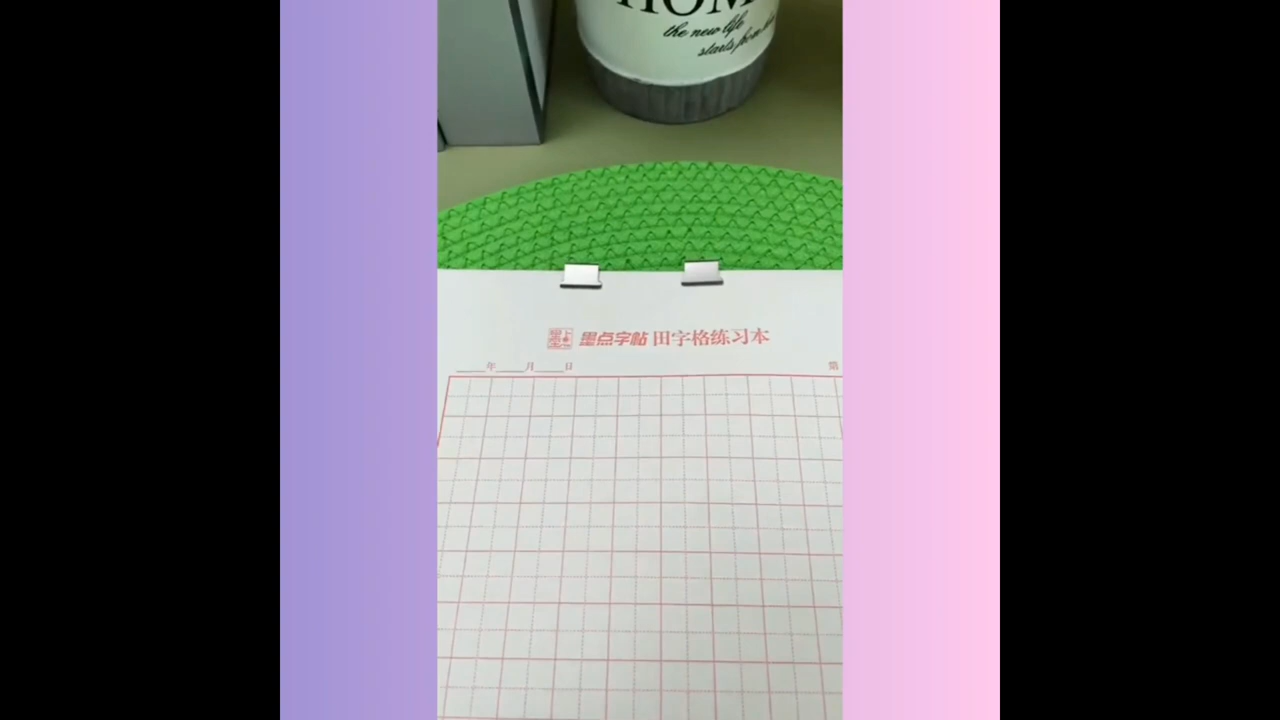 HOM
the new life
starts from
墨点字帖 田字格练习本
年 月 日
第